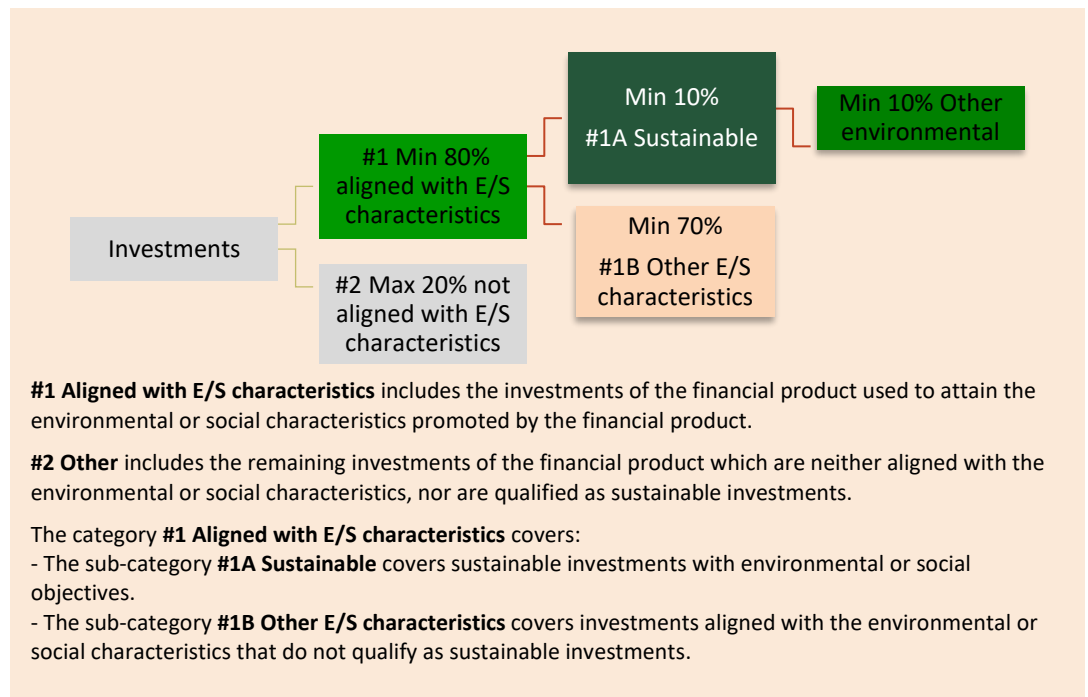 Investments
#1 Min 80%
aligned with E/S
characteristics
#2 Max 20% not
aligned with E/S
characteristics
Min 10%
#1A Sustainable
Min 70%
#1B Other E/S
characteristics
Min 10% Other
environmental
#1 Aligned with E/S characteristics includes the investments of the financial product used to attain the
environmental or social characteristics promoted by the financial product.
#2 Other includes the remaining investments of the financial product which are neither aligned with the
environmental or social characteristics, nor are qualified as sustainable investments.
The category #1 Aligned with E/S characteristics covers:
- The sub-category #1A Sustainable covers sustainable investments with environmental or social
objectives.
- The sub-category #1B Other E/S characteristics covers investments aligned with the environmental or
social characteristics that do not qualify as sustainable investments.